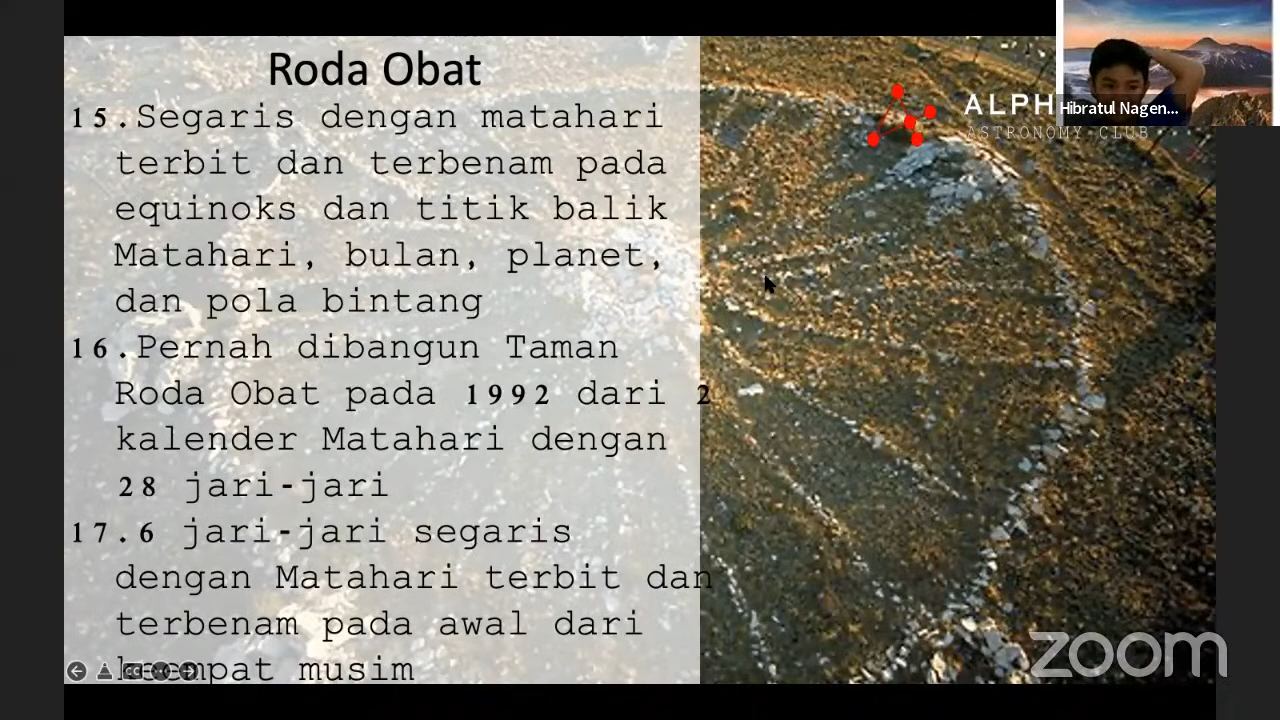 Roda Obat
15. Segaris dengan matahari
terbit dan terbenam pada
equinoks dan titik balik
Matahari, bulan, planet,
dan pola bintang
16. Pernah dibangun Taman
Roda Obat pada 1992 dari 2
kalender Matahari dengan
28 jari-jari
17. 6 jari-jari segaris
dengan Matahari terbit dan
terbenam pada awal dari
keempat musim
ALPH
ASTRONOMY CLUB
Hibratul Nagen...
zoom